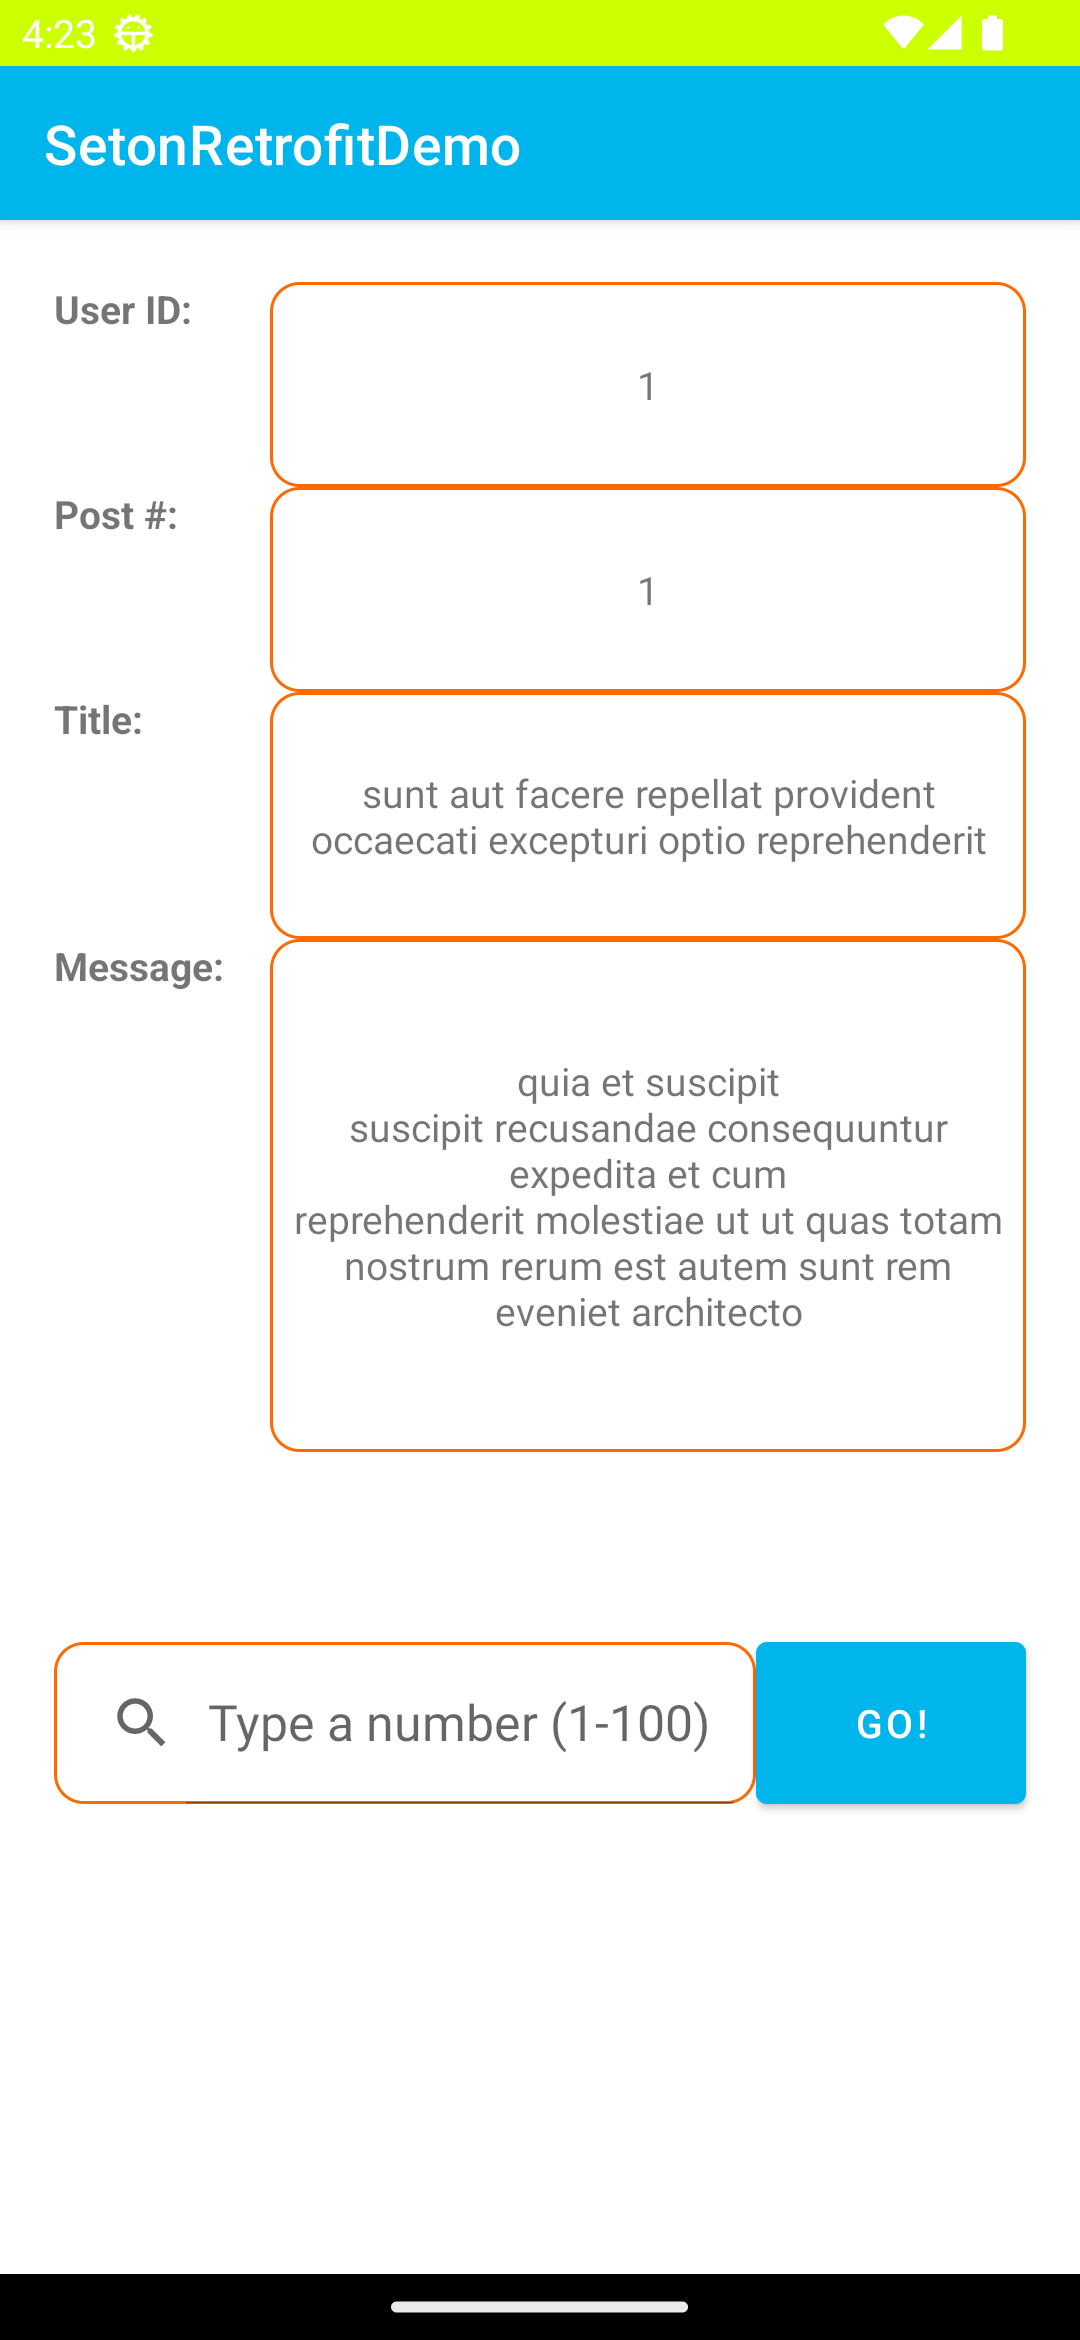 4:23
SetonRetrofitDemo
User ID:
1
Post #:
1
Title:
sunt aut facere repellat provident
occaecati excepturi optio reprehenderit
Message:
quia et suscipit
suscipit recusandae consequuntur
expedita et cum
reprehenderit molestiae ut ut quas totam
nostrum rerum est autem sunt rem
eveniet architecto
Type a number (1-100)
GO!